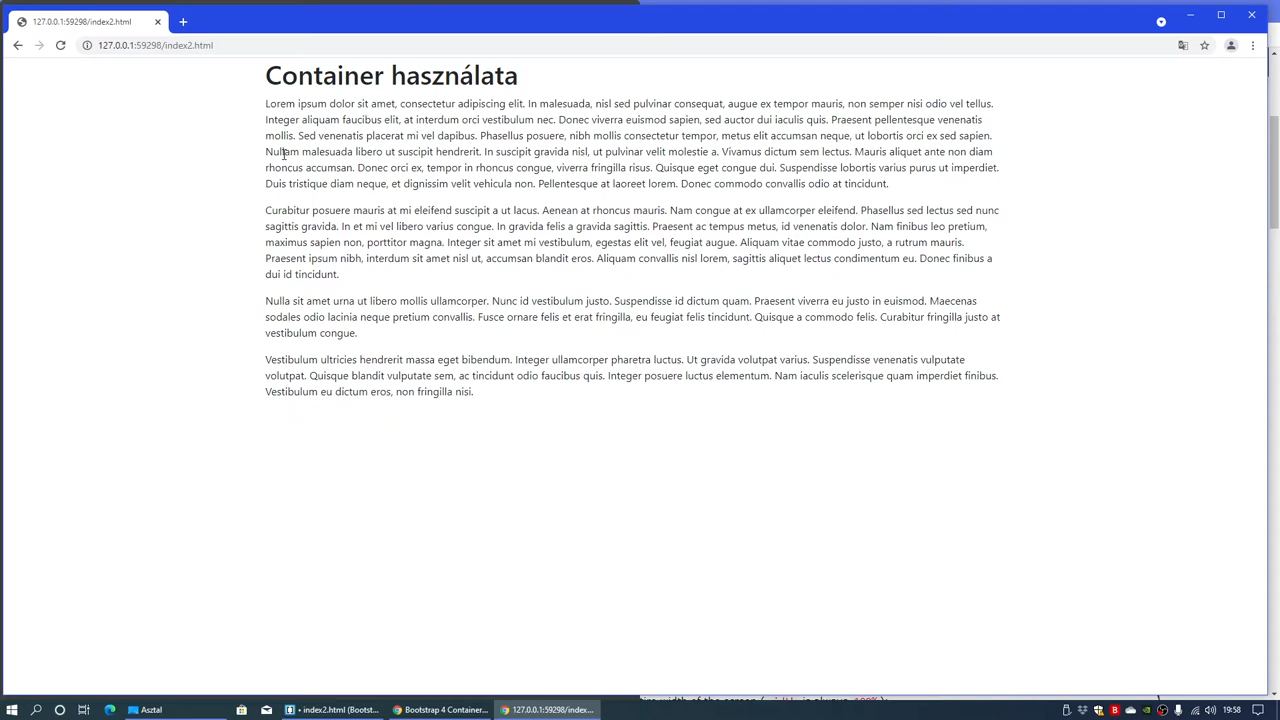 127.0.0.1:59298/index2.html
127.0.0.1:59298/index2.html
Container használata
Lorem ipsum dolor sit amet, consectetur adipiscing elit. In malesuada, nisl sed pulvinar consequat, augue ex tempor mauris, non semper nisi odio vel tellus.
Integer aliquam faucibus elit, at interdum orci vestibulum nec. Donec viverra euismod sapien, sed auctor dui iaculis quis. Praesent pellentesque venenatis
mollis. Sed venenatis placerat mi vel dapibus. Phasellus posuere, nibh mollis consectetur tempor, metus elit accumsan neque, ut lobortis orci ex sed sapien.
Nullam malesuada libero ut suscipit hendrerit. In suscipit gravida nisl, ut pulvinar velit molestie a. Vivamus dictum sem lectus. Mauris aliquet ante non diam
rhoncus accumsan. Donec orci ex, tempor in rhoncus congue, viverra fringilla risus. Quisque eget congue dui. Suspendisse lobortis varius purus ut imperdiet.
Duis tristique diam neque, et dignissim velit vehicula non. Pellentesque at laoreet lorem. Donec commodo convallis odio at tincidunt.
Curabitur posuere mauris at mi eleifend suscipit a ut lacus. Aenean at rhoncus mauris. Nam congue at ex ullamcorper eleifend. Phasellus sed lectus sed nunc
sagittis gravida. In et mi vel libero varius congue. In gravida felis a gravida sagittis. Praesent ac tempus metus, id venenatis dolor. Nam finibus leo pretium,
maximus sapien non, porttitor magna. Integer sit amet mi vestibulum, egestas elit vel, feugiat augue. Aliquam vitae commodo justo, a rutrum mauris.
Praesent ipsum nibh, interdum sit amet nisl ut, accumsan blandit eros. Aliquam convallis nisl lorem, sagittis aliquet lectus condimentum eu. Donec finibus a
dui id tincidunt.
Nulla sit amet urna ut libero mollis ullamcorper. Nunc id vestibulum justo. Suspendisse id dictum quam. Praesent viverra eu justo in euismod. Maecenas
sodales odio lacinia neque pretium convallis. Fusce ornare felis et erat fringilla, eu feugiat felis tincidunt. Quisque a commodo felis. Curabitur fringilla justo at
vestibulum congue.
Vestibulum ultricies hendrerit massa eget bibendum. Integer ullamcorper pharetra luctus. Ut gravida volutpat varius. Suspendisse venenatis vulputate
volutpat. Quisque blandit vulputate sem, ac tincidunt odio faucibus quis. Integer posuere luctus elementum. Nam iaculis scelerisque quam imperdiet finibus.
Vestibulum eu dictum eros, non fringilla nisi.
Asztal
• index2.html (Bootst...
Bootstrap 4 Container...
127.0.0.1:59298/index...
19:58